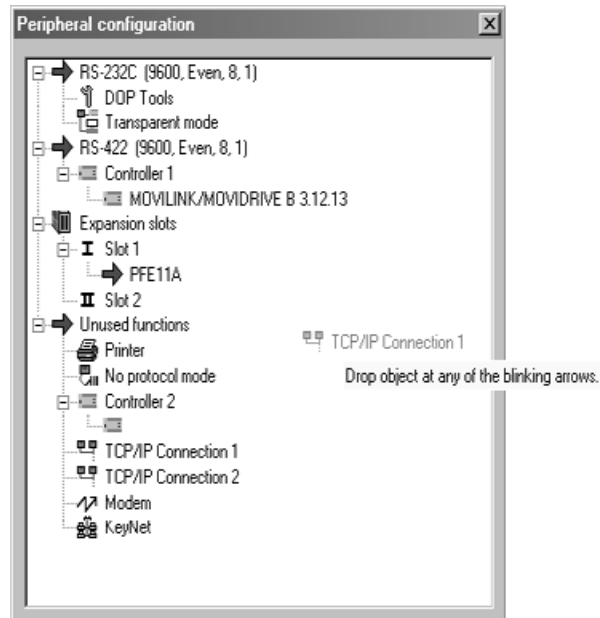 Peripheral configuration
RS-232C (9600, Even, 8, 1)
DOP Tools
Transparent mode
RS-422 (9600, Even, 8, 1)
Controller 1
MOVILINK/MOVIDRIVE B 3.12.13
Expansion slots
I Slot 1
PFE11A
II Slot 2
Unused functions
TCP/IP Connection 1
Printer
No protocol mode
Drop object at any of the blinking arrows.
Controller 2
TCP/IP Connection 1
TCP/IP Connection 2
Modem
KeyNet